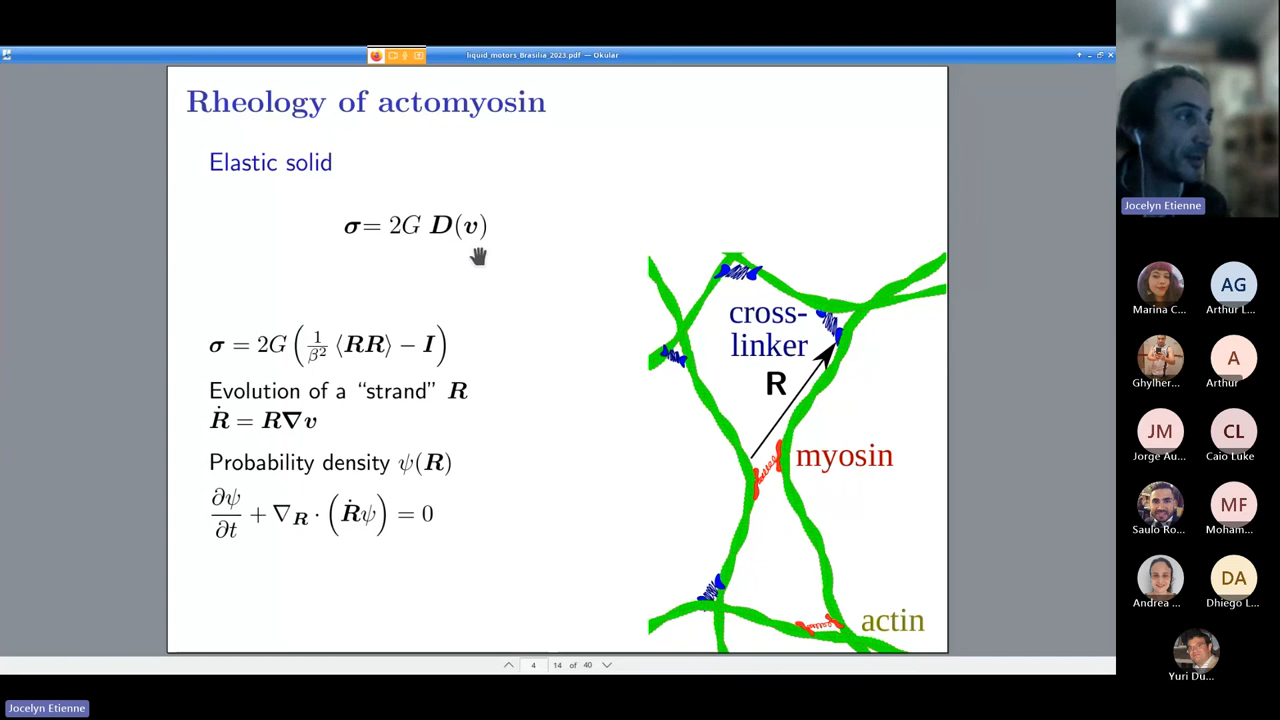 liquid_motors_Brasilia_2023.pdf — Okular
Rheology of actomyosin
Elastic solid
σ = 2G D(v)
σ = 2G ( 1/β² ⟨RR⟩ − I )
Evolution of a “strand” R
Ṙ = R∇v
Probability density ψ(R)
∂ψ/∂t + ∇_R · (Ṙψ) = 0
cross-
linker
R
myosin
actin
4 14 of 40
Jocelyn Etienne
Jocelyn Etienne
Marina C...
AG
Arthur L...
Ghylher...
A
Arthur
JM
Jorge Au...
CL
Caio Luke
Saulo Ro...
MF
Moham...
Andrea ...
DA
Dhiego L...
Yuri Du...